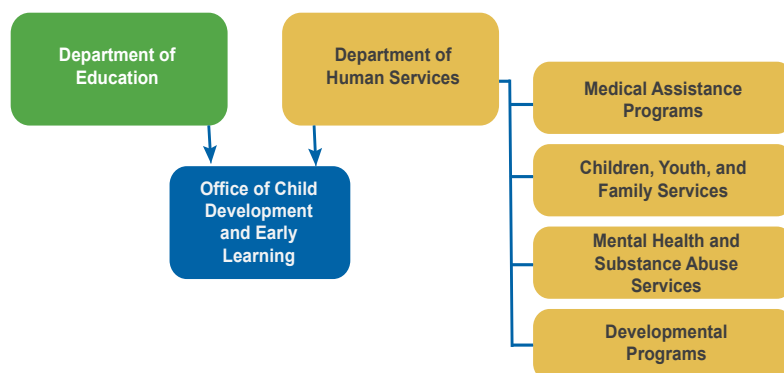 Department of
Education
Department of
Human Services
Medical Assistance
Programs
Children, Youth, and
Family Services
Office of Child
Development
and Early
Learning
Mental Health and
Substance Abuse
Services
Developmental
Programs